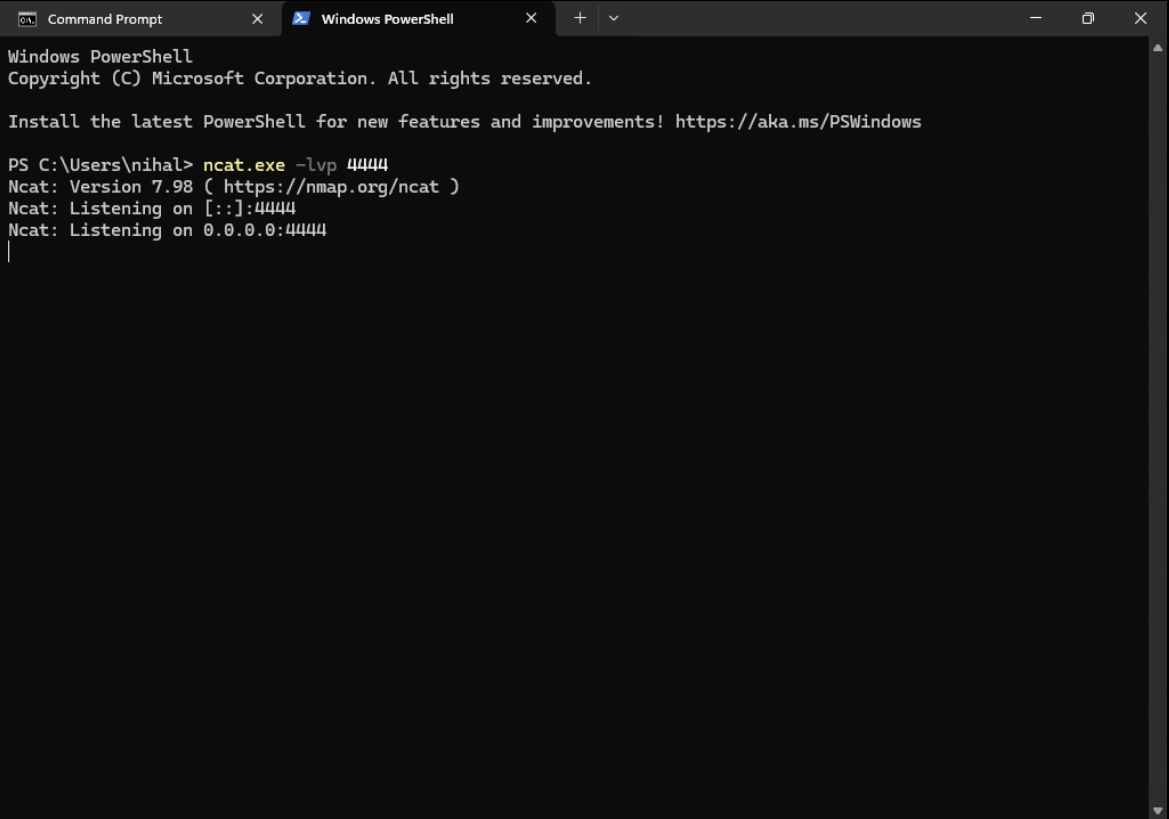 Command Prompt
Windows PowerShell
Windows PowerShell
Copyright (C) Microsoft Corporation. All rights reserved.
Install the latest PowerShell for new features and improvements! https://aka.ms/PSWindows
PS C:\Users\nihal> ncat.exe -lvp 4444
Ncat: Version 7.98 ( https://nmap.org/ncat )
Ncat: Listening on [::]:4444
Ncat: Listening on 0.0.0.0:4444